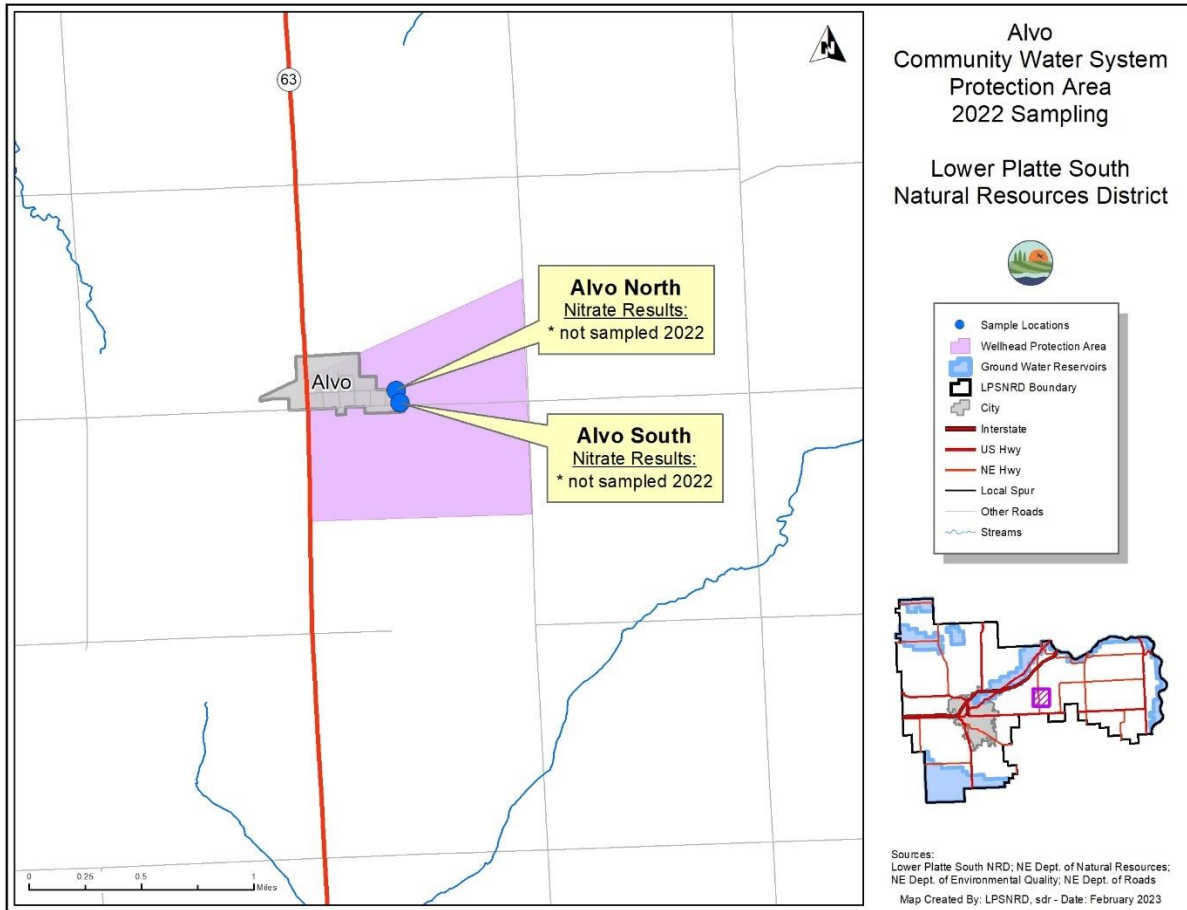 63
N
Alvo
Alvo North
Nitrate Results:
* not sampled 2022
Alvo South
Nitrate Results:
* not sampled 2022
0 0.25 0.5 1
Miles
Alvo
Community Water System
Protection Area
2022 Sampling
Lower Platte South
Natural Resources District
Sample Locations
Wellhead Protection Area
Ground Water Reservoirs
LPSNRD Boundary
City
Interstate
US Hwy
NE Hwy
Local Spur
Other Roads
Streams
Sources:
Lower Platte South NRD; NE Dept. of Natural Resources;
NE Dept. of Environmental Quality; NE Dept. of Roads
Map Created By: LPSNRD, sdr - Date: February 2023